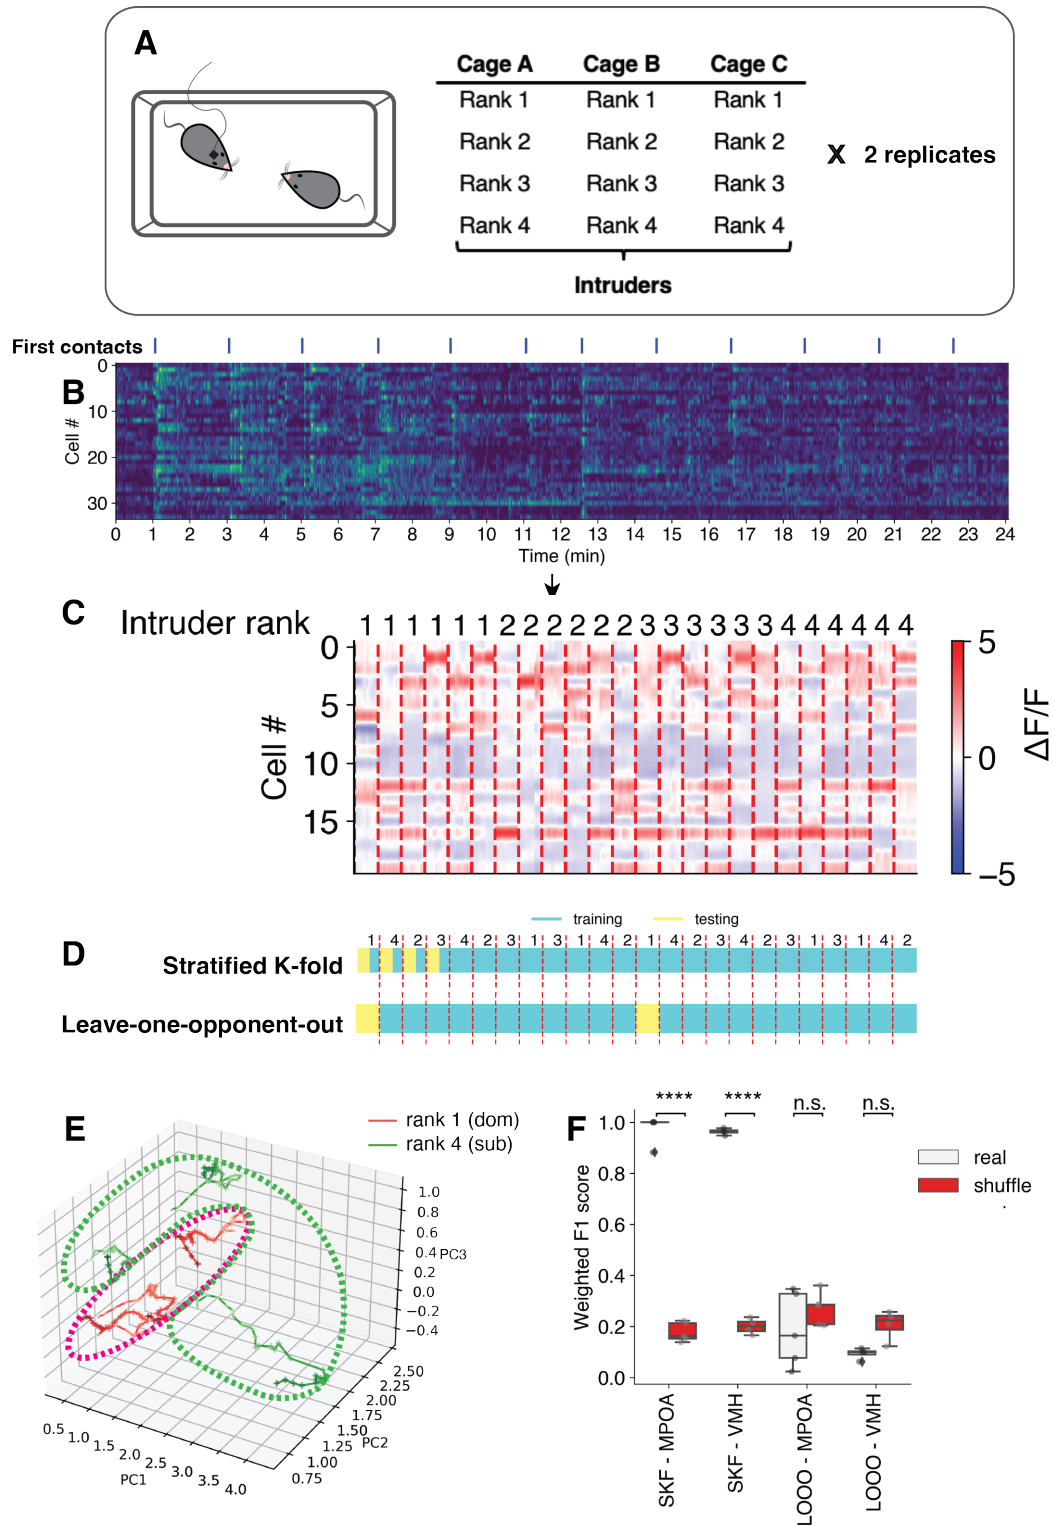 A
Cage A Cage B Cage C
Rank 1 Rank 1 Rank 1
Rank 2 Rank 2 Rank 2
Rank 3 Rank 3 Rank 3
Rank 4 Rank 4 Rank 4
X 2 replicates
Intruders
First contacts
B
0
10
20
30
Cell #
0 1 2 3 4 5 6 7 8 9 10 11 12 13 14 15 16 17 18 19 20 21 22 23 24
Time (min)
C
Intruder rank 1 1 1 1 1 1 2 2 2 2 2 2 3 3 3 3 3 3 4 4 4 4 4 4
0
5
10
15
Cell #
5
0
−5
ΔF/F
training testing
D
1 4 2 3 4 2 3 1 3 1 4 2 1 4 2 3 4 2 3 1 3 1 4 2
Stratified K-fold
Leave-one-opponent-out
E
rank 1 (dom)
rank 4 (sub)
1.0
0.8
0.6
0.4
0.2
0.0
−0.2
−0.4
PC3
2.50
2.25
2.00
1.75
1.50
1.25
1.00
0.75
PC2
0.5 1.0 1.5 2.0 2.5 3.0 3.5 4.0
PC1
F
**** **** n.s. n.s.
1.0
0.8
0.6
0.4
0.2
0.0
Weighted F1 score
real
shuffle
SKF - MPOA
SKF - VMH
LOOO - MPOA
LOOO - VMH